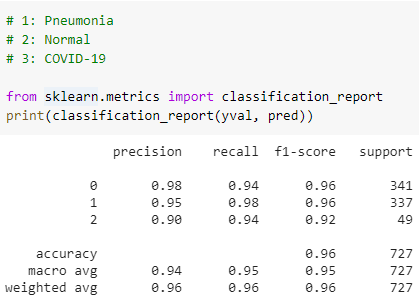 # 1: Pneumonia
# 2: Normal
# 3: COVID-19
from sklearn.metrics import classification_report
print(classification_report(yval, pred))
precision recall f1-score support
0 0.98 0.94 0.96 341
1 0.95 0.98 0.96 337
2 0.90 0.94 0.92 49
accuracy 0.96 727
macro avg 0.94 0.95 0.95 727
weighted avg 0.96 0.96 0.96 727